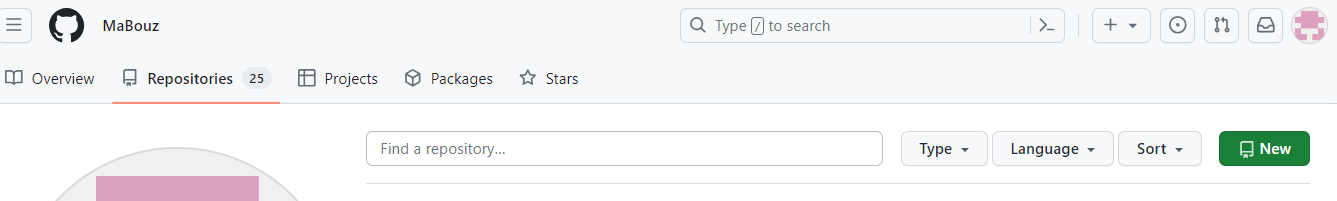 MaBouz Type / to search
Overview Repositories 25 Projects Packages Stars
Find a repository... Type Language Sort New